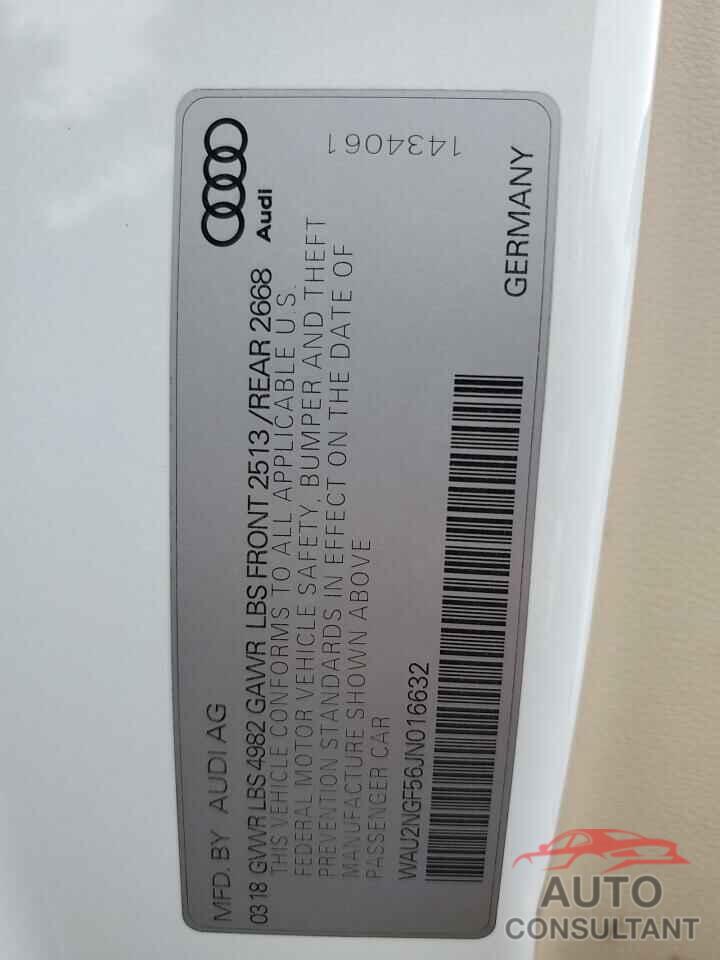 MFD. BY AUDI AG
0318 GVWR LBS 4982 GAWR LBS FRONT 2513 /REAR 2668
THIS VEHICLE CONFORMS TO ALL APPLICABLE U.S.
FEDERAL MOTOR VEHICLE SAFETY, BUMPER AND THEFT
PREVENTION STANDARDS IN EFFECT ON THE DATE OF
MANUFACTURE SHOWN ABOVE
PASSENGER CAR
WAU2NGF56JN016632
Audi
1434061
GERMANY
AUTO
CONSULTANT